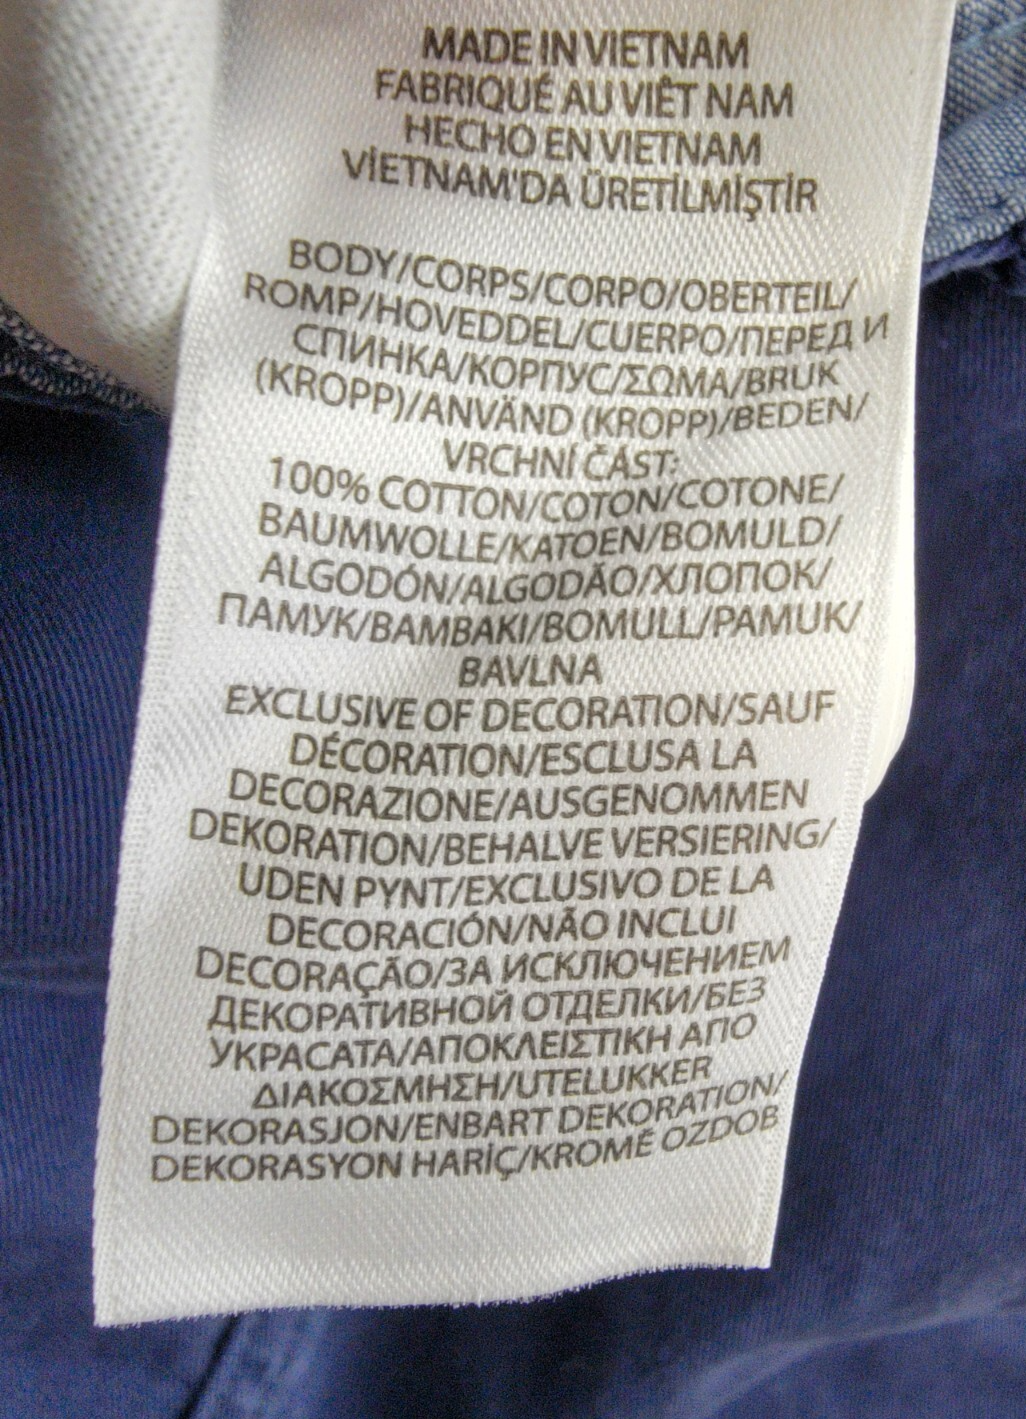 MADE IN VIETNAM
FABRIQUÉ AU VIÊT NAM
HECHO EN VIETNAM
VİETNAM'DA ÜRETİLMİŞTİR
BODY/CORPS/CORPO/OBERTEIL/
ROMP/HOVEDDEL/CUERPO/ПЕРЕД И
СПИНКА/КОРПУС/ΣΩΜΑ/BRUK
(KROPP)/ANVÄND (KROPP)/BEDEN/
VRCHNÍ ČÁST:
100% COTTON/COTON/COTONE/
BAUMWOLLE/KATOEN/BOMULD/
ALGODÓN/ALGODÃO/ХЛОПОК/
ПАМУК/BAMBAKI/BOMULL/PAMUK/
BAVLNA
EXCLUSIVE OF DECORATION/SAUF
DÉCORATION/ESCLUSA LA
DECORAZIONE/AUSGENOMMEN
DEKORATION/BEHALVE VERSIERING/
UDEN PYNT/EXCLUSIVO DE LA
DECORACIÓN/NÃO INCLUI
DECORAÇÃO/ЗА ИСКЛЮЧЕНИЕМ
ДЕКОРАТИВНОЙ ОТДЕЛКИ/БЕЗ
УКРАСАТА/ΑΠΟΚΛΕΙΣΤΙΚΗ ΑΠΟ
ΔΙΑΚΟΣΜΗΣΗ/UTELUKKER
DEKORASJON/ENBART DEKORATION/
DEKORASYON HARİÇ/KROMĚ OZDOB